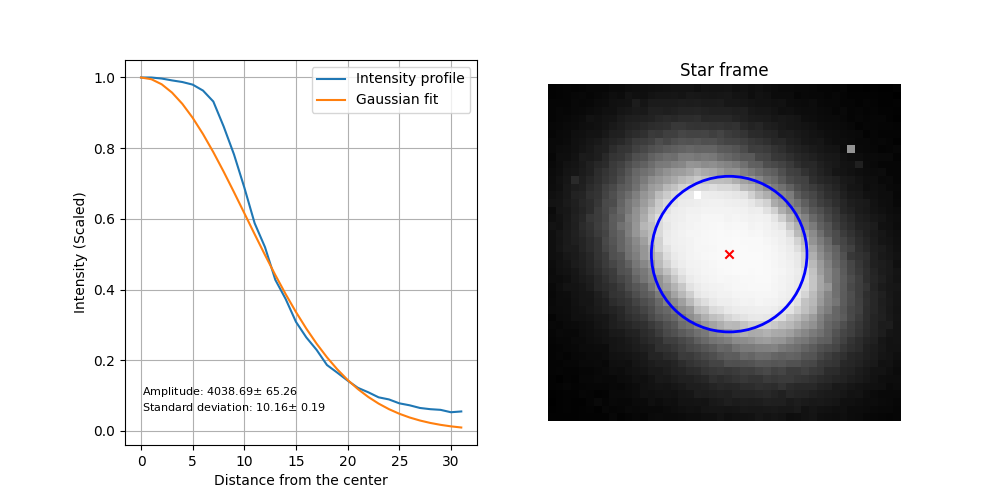 Star frame
Intensity profile
Gaussian fit
Intensity (Scaled)
1.0
0.8
0.6
0.4
0.2
0.0
Amplitude: 4038.69± 65.26
Standard deviation: 10.16± 0.19
0 5 10 15 20 25 30
Distance from the center